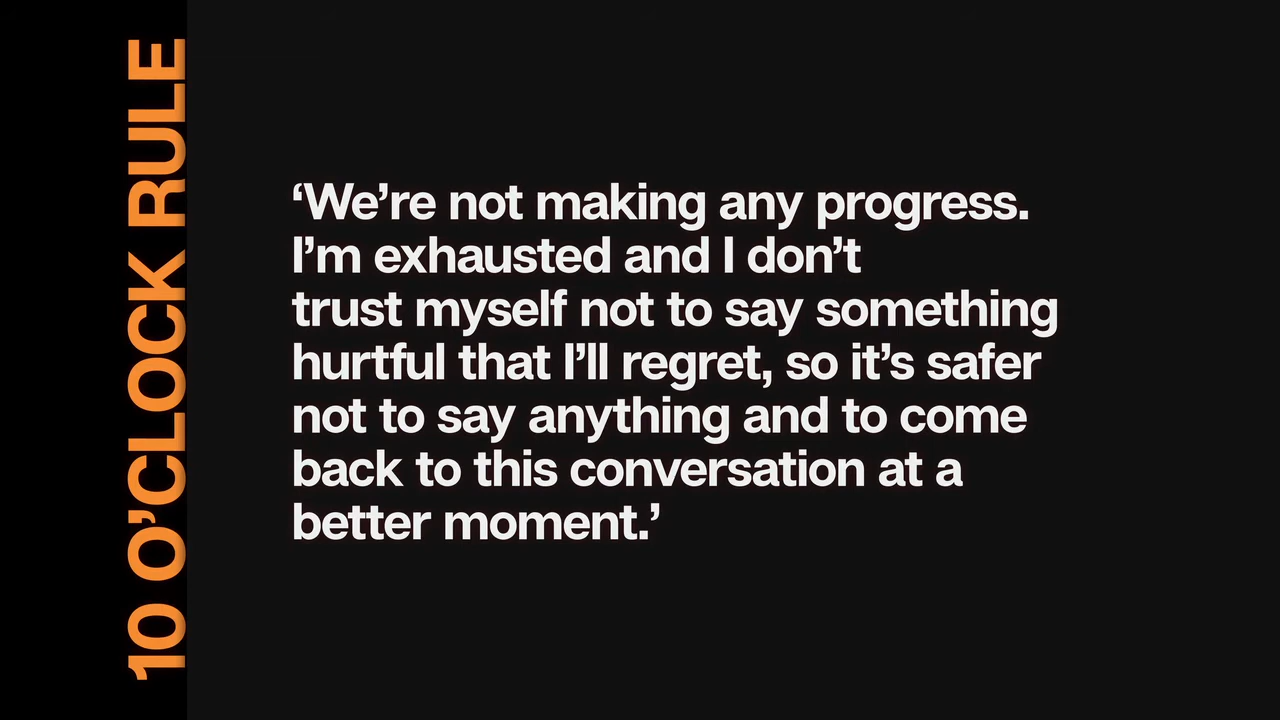 10 O’CLOCK RULE
‘We’re not making any progress.
I’m exhausted and I don’t
trust myself not to say something
hurtful that I’ll regret, so it’s safer
not to say anything and to come
back to this conversation at a
better moment.’